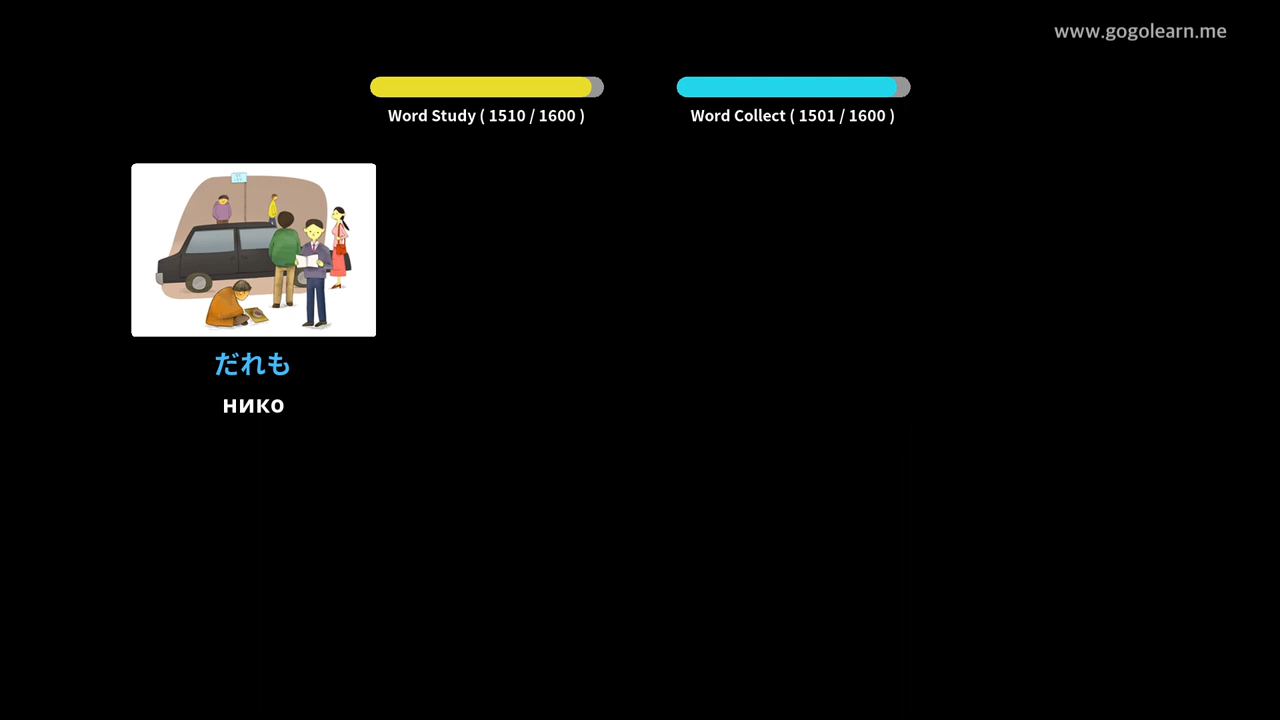 www.gogolearn.me
Word Study ( 1510 / 1600 )
Word Collect ( 1501 / 1600 )
だれも
нико